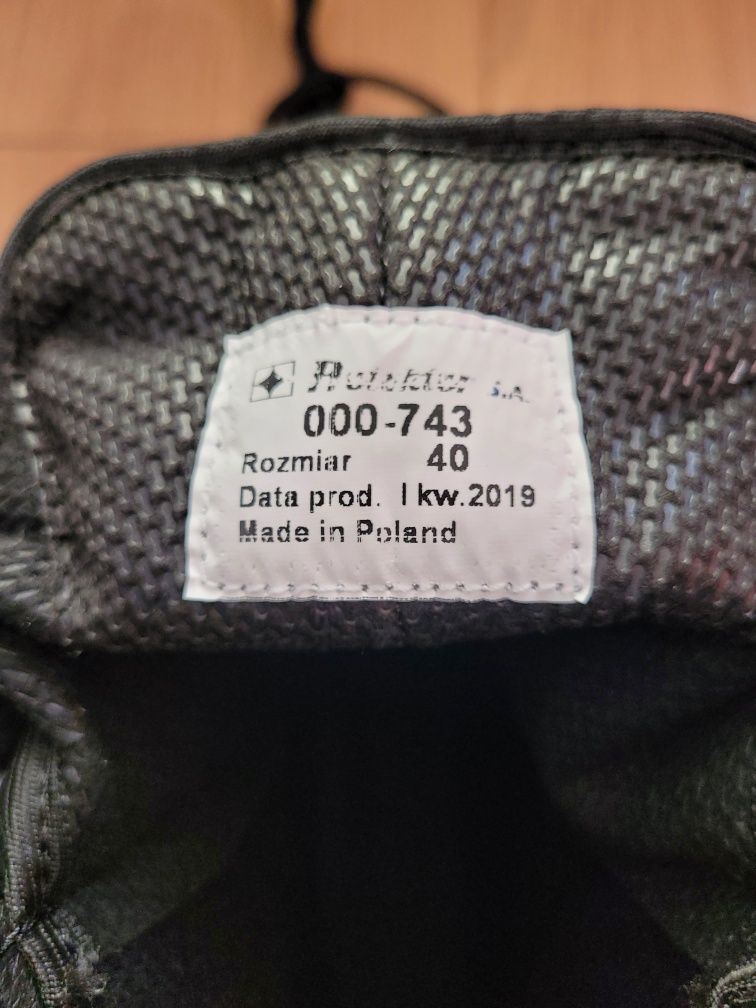 S.A.
000-743
Rozmiar 40
Data prod. I kw.2019
Made in Poland